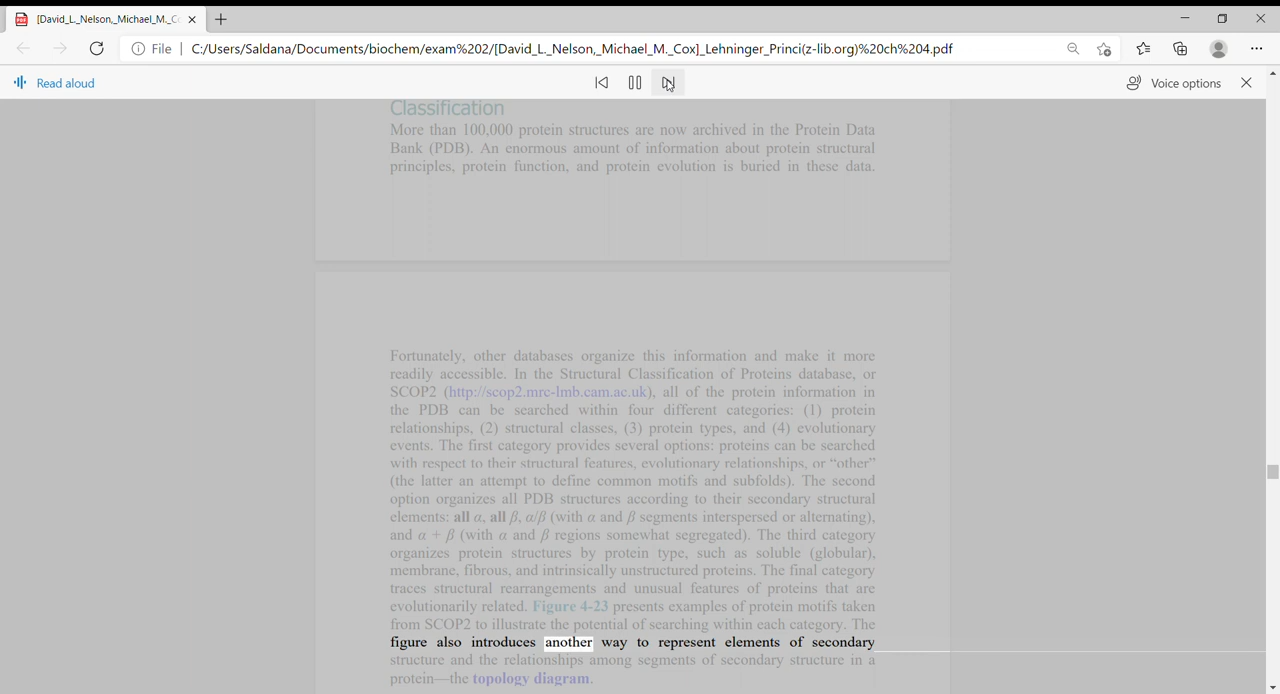 [David_L._Nelson,_Michael_M._Co
File
C:/Users/Saldana/Documents/biochem/exam%202/[David_L._Nelson,_Michael_M._Cox]_Lehninger_Princi(z-lib.org)%20ch%204.pdf
Read aloud
Voice options
Classification
More than 100,000 protein structures are now archived in the Protein Data
Bank (PDB). An enormous amount of information about protein structural
principles, protein function, and protein evolution is buried in these data.
Fortunately, other databases organize this information and make it more
readily accessible. In the Structural Classification of Proteins database, or
SCOP2 (http://scop2.mrc-lmb.cam.ac.uk), all of the protein information in
the PDB can be searched within four different categories: (1) protein
relationships, (2) structural classes, (3) protein types, and (4) evolutionary
events. The first category provides several options: proteins can be searched
with respect to their structural features, evolutionary relationships, or “other”
(the latter an attempt to define common motifs and subfolds). The second
option organizes all PDB structures according to their secondary structural
elements: all α, all β, α/β (with α and β segments interspersed or alternating),
and α + β (with α and β regions somewhat segregated). The third category
organizes protein structures by protein type, such as soluble (globular),
membrane, fibrous, and intrinsically unstructured proteins. The final category
traces structural rearrangements and unusual features of proteins that are
evolutionarily related. Figure 4-23 presents examples of protein motifs taken
from SCOP2 to illustrate the potential of searching within each category. The
figure also introduces another way to represent elements of secondary
structure and the relationships among segments of secondary structure in a
protein—the topology diagram.